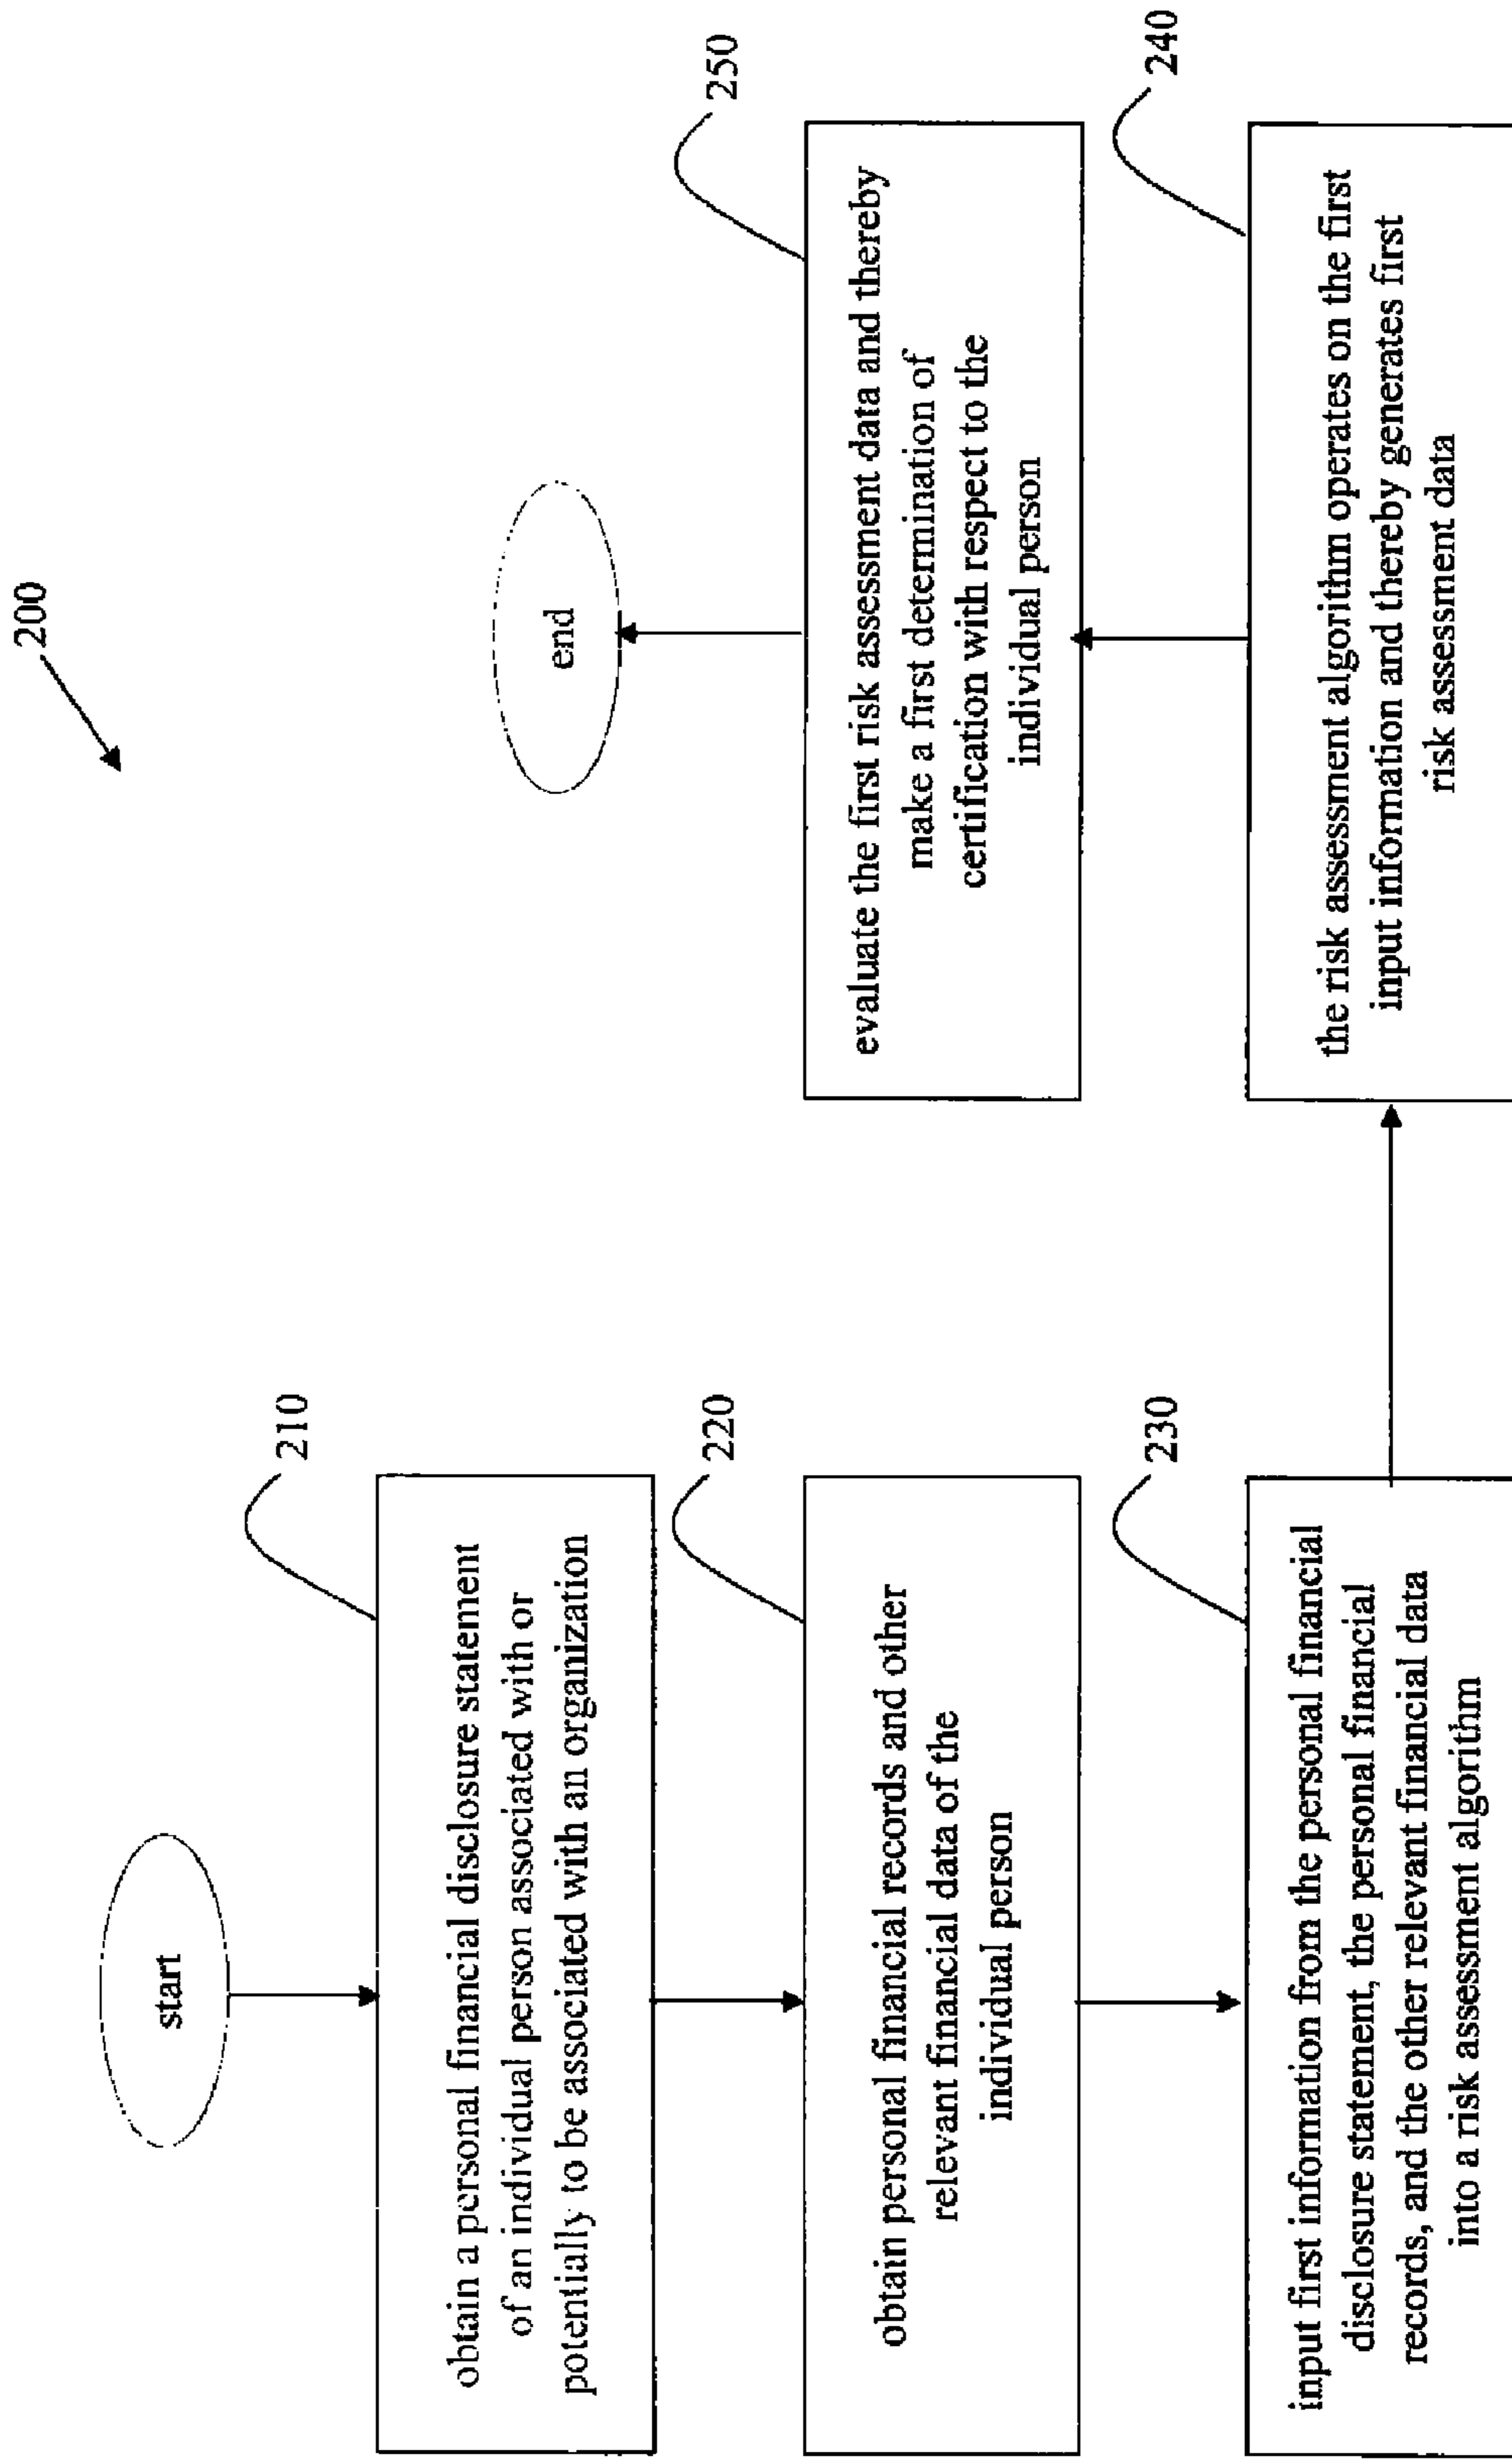 200
start
210
obtain a personal financial disclosure statement
of an individual person associated with or
potentially to be associated with an organization
220
obtain personal financial records and other
relevant financial data of the
individual person
230
input first information from the personal financial
disclosure statement, the personal financial
records, and the other relevant financial data
into a risk assessment algorithm
240
the risk assessment algorithm operates on the first
input information and thereby generates first
risk assessment data
250
evaluate the first risk assessment data and thereby
make a first determination of
certification with respect to the
individual person
end